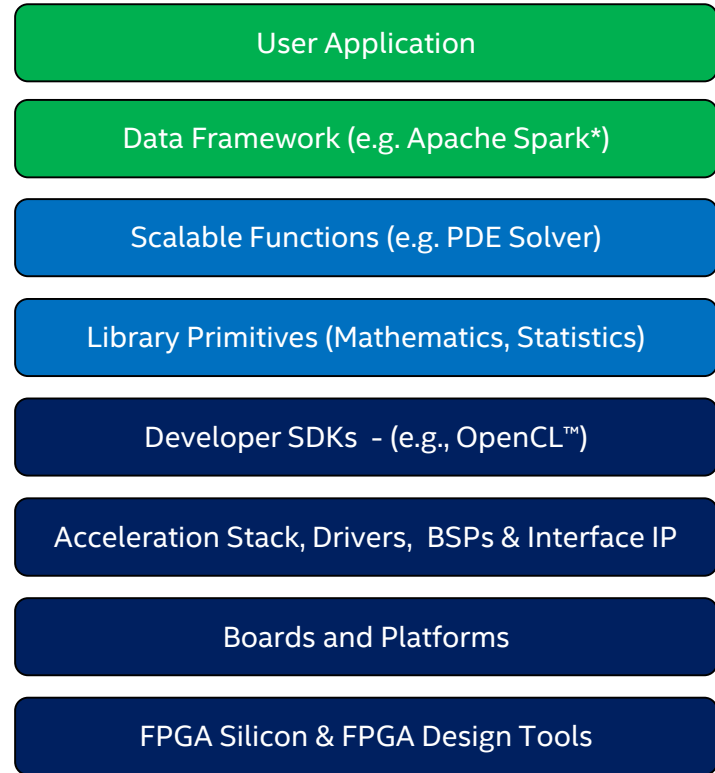 User Application
Data Framework (e.g. Apache Spark*)
Scalable Functions (e.g. PDE Solver)
Library Primitives (Mathematics, Statistics)
Developer SDKs  - (e.g., OpenCL™)
Acceleration Stack, Drivers,  BSPs & Interface IP
Boards and Platforms
FPGA Silicon & FPGA Design Tools